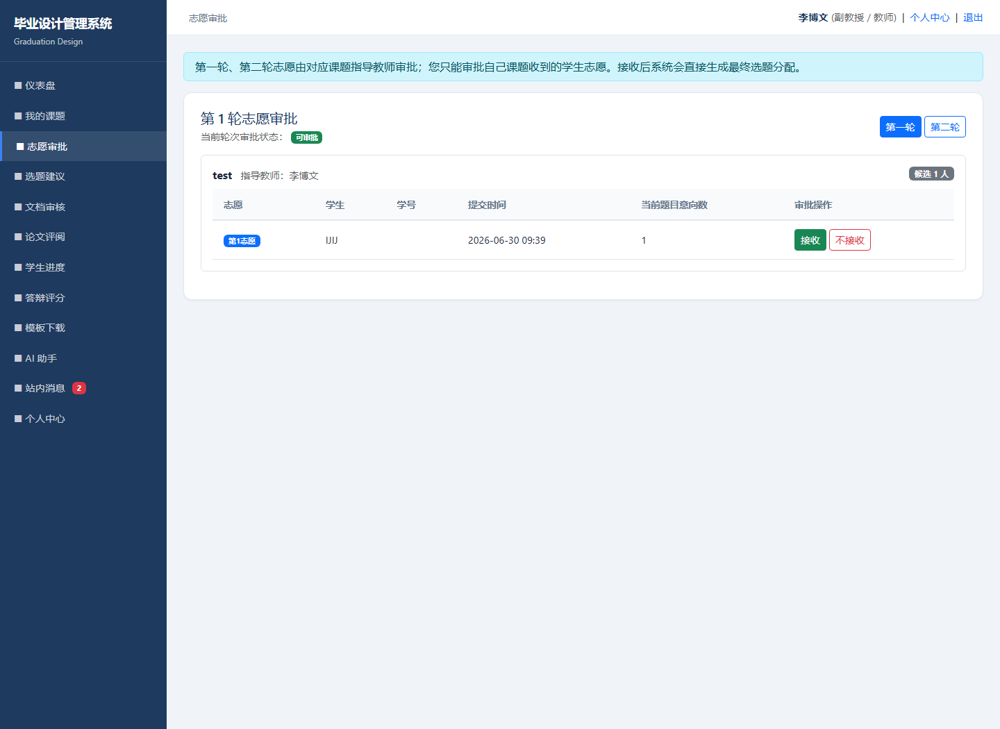 毕业设计管理系统
Graduation Design
仪表盘
我的课题
志愿审批
选题建议
文档审核
论文评阅
学生进度
答辩评分
模板下载
AI 助手
站内消息 2
个人中心
志愿审批
李博文 (副教授 / 教师) | 个人中心 | 退出
第一轮、第二轮志愿由对应课题指导教师审批；您只能审批自己课题收到的学生志愿。接收后系统会直接生成最终选题分配。
第 1 轮志愿审批
当前轮次审批状态： 可审批
第一轮 第二轮
test 指导教师：李博文
候选 1 人
志愿 学生 学号 提交时间 当前题目意向数 审批操作
第1志愿 IJIJ 2026-06-30 09:39 1 接收 不接收